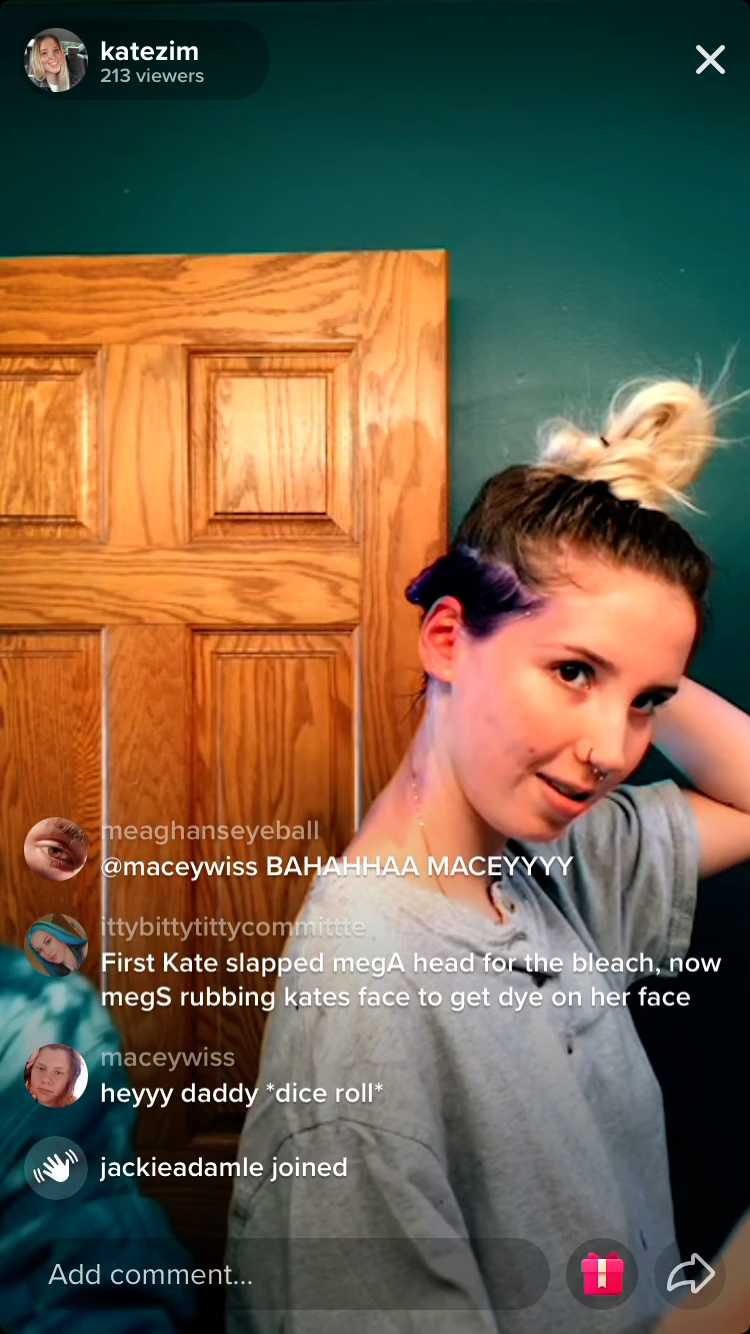 katezim
213 viewers
meaghanseyeball
@maceywiss BAHAHHAA MACEYYYY
ittybittytittycommittte
First Kate slapped megA head for the bleach, now
megS rubbing kates face to get dye on her face
maceywiss
heyyy daddy *dice roll*
jackieadamle joined
Add comment...